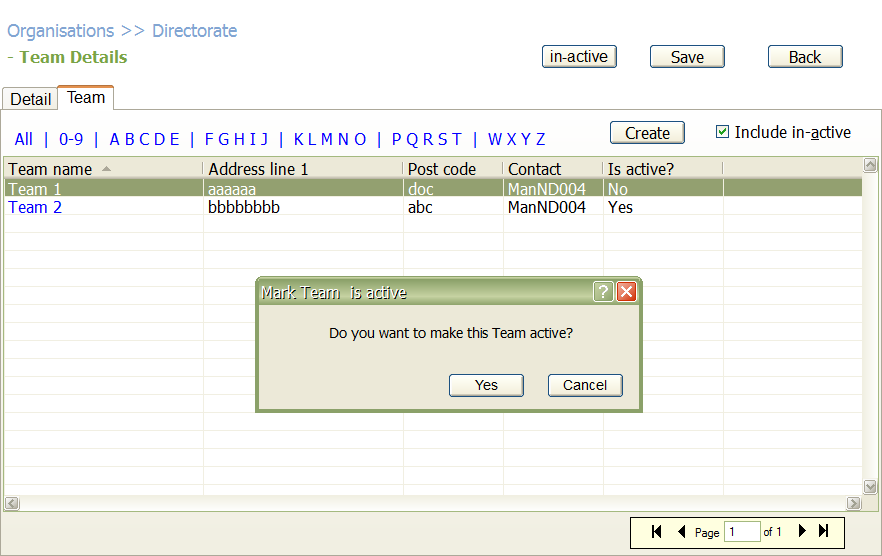 Organisations >> Directorate
- Team Details
in-active Save Back
Detail Team
All | 0-9 | A B C D E | F G H I J | K L M N O | P Q R S T | W X Y Z
Create Include in-active
Team name Address line 1 Post code Contact Is active?
Team 1 aaaaaa doc ManND004 No
Team 2 bbbbbbbb abc ManND004 Yes
Mark Team is active ?
Do you want to make this Team active?
Yes Cancel
Page 1 of 1